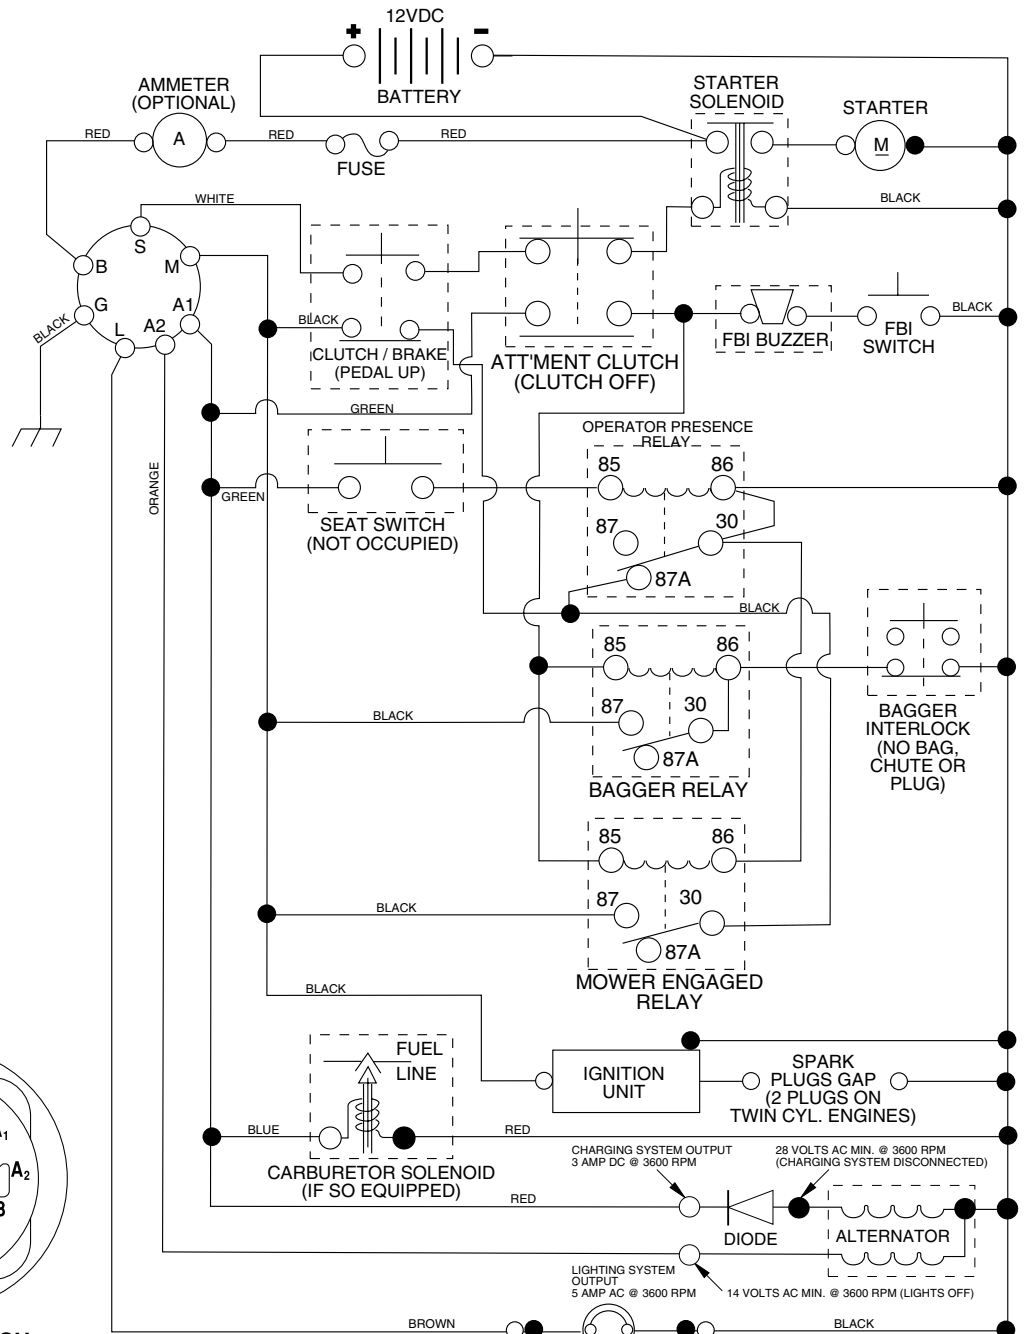 12VDC
+
-
BATTERY
AMMETER
(OPTIONAL)
STARTER
SOLENOID
STARTER
RED
A
RED
FUSE
RED
M
WHITE
BLACK
S
B
M
G
A1
L
A2
BLACK
BLACK
CLUTCH / BRAKE
(PEDAL UP)
ATT'MENT CLUTCH
(CLUTCH OFF)
FBI BUZZER
FBI
SWITCH
BLACK
GREEN
OPERATOR PRESENCE
RELAY
85
86
ORANGE
GREEN
SEAT SWITCH
(NOT OCCUPIED)
87
30
87A
BLACK
85
86
BLACK
87
30
87A
BAGGER RELAY
BAGGER
INTERLOCK
(NO BAG,
CHUTE OR
PLUG)
85
86
BLACK
87
30
87A
MOWER ENGAGED
RELAY
BLACK
FUEL
LINE
IGNITION
UNIT
SPARK
PLUGS GAP
(2 PLUGS ON
TWIN CYL. ENGINES)
BLUE
RED
CARBURETOR SOLENOID
(IF SO EQUIPPED)
CHARGING SYSTEM OUTPUT
3 AMP DC @ 3600 RPM
28 VOLTS AC MIN. @ 3600 RPM
(CHARGING SYSTEM DISCONNECTED)
A2
RED
DIODE
ALTERNATOR
LIGHTING SYSTEM
OUTPUT
5 AMP AC @ 3600 RPM
14 VOLTS AC MIN. @ 3600 RPM (LIGHTS OFF)
BROWN
BLACK